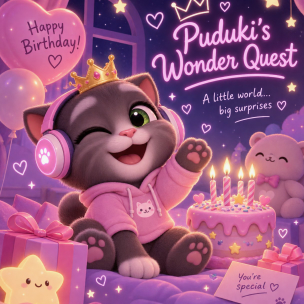 Happy
Birthday!
Puduki's
Wonder Quest
A little world...
big surprises
You're
special